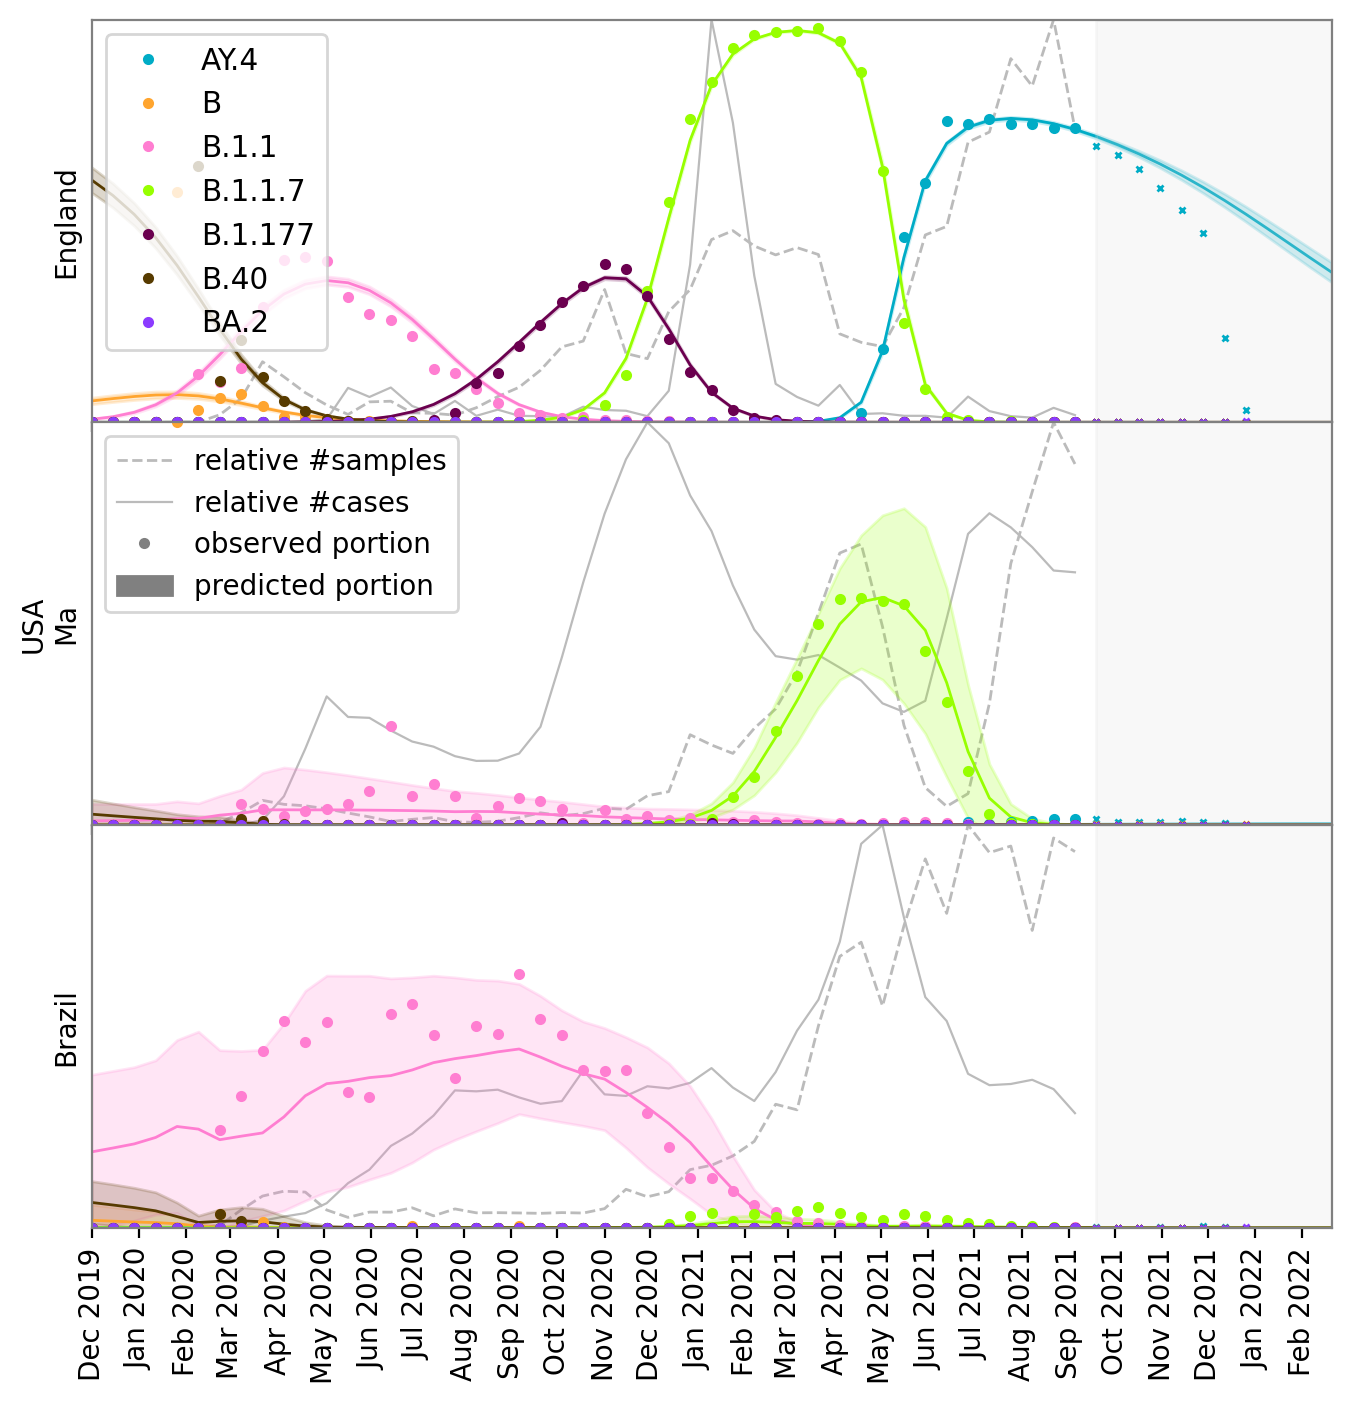 England
AY.4
B
B.1.1
B.1.1.7
B.1.177
B.40
BA.2
USA
Ma
relative #samples
relative #cases
observed portion
predicted portion
Brazil
Dec 2019
Jan 2020
Feb 2020
Mar 2020
Apr 2020
May 2020
Jun 2020
Jul 2020
Aug 2020
Sep 2020
Oct 2020
Nov 2020
Dec 2020
Jan 2021
Feb 2021
Mar 2021
Apr 2021
May 2021
Jun 2021
Jul 2021
Aug 2021
Sep 2021
Oct 2021
Nov 2021
Dec 2021
Jan 2022
Feb 2022